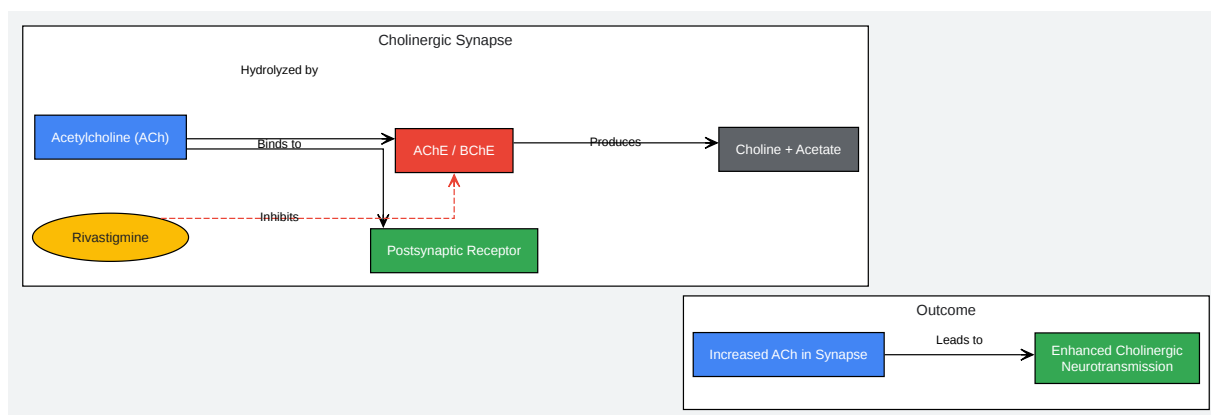 Cholinergic Synapse
Hydrolyzed by
Acetylcholine (ACh)
Binds to
AChE / BChE
Produces
Choline + Acetate
Rivastigmine
Inhibits
Postsynaptic Receptor
Outcome
Increased ACh in Synapse
Leads to
Enhanced Cholinergic
Neurotransmission